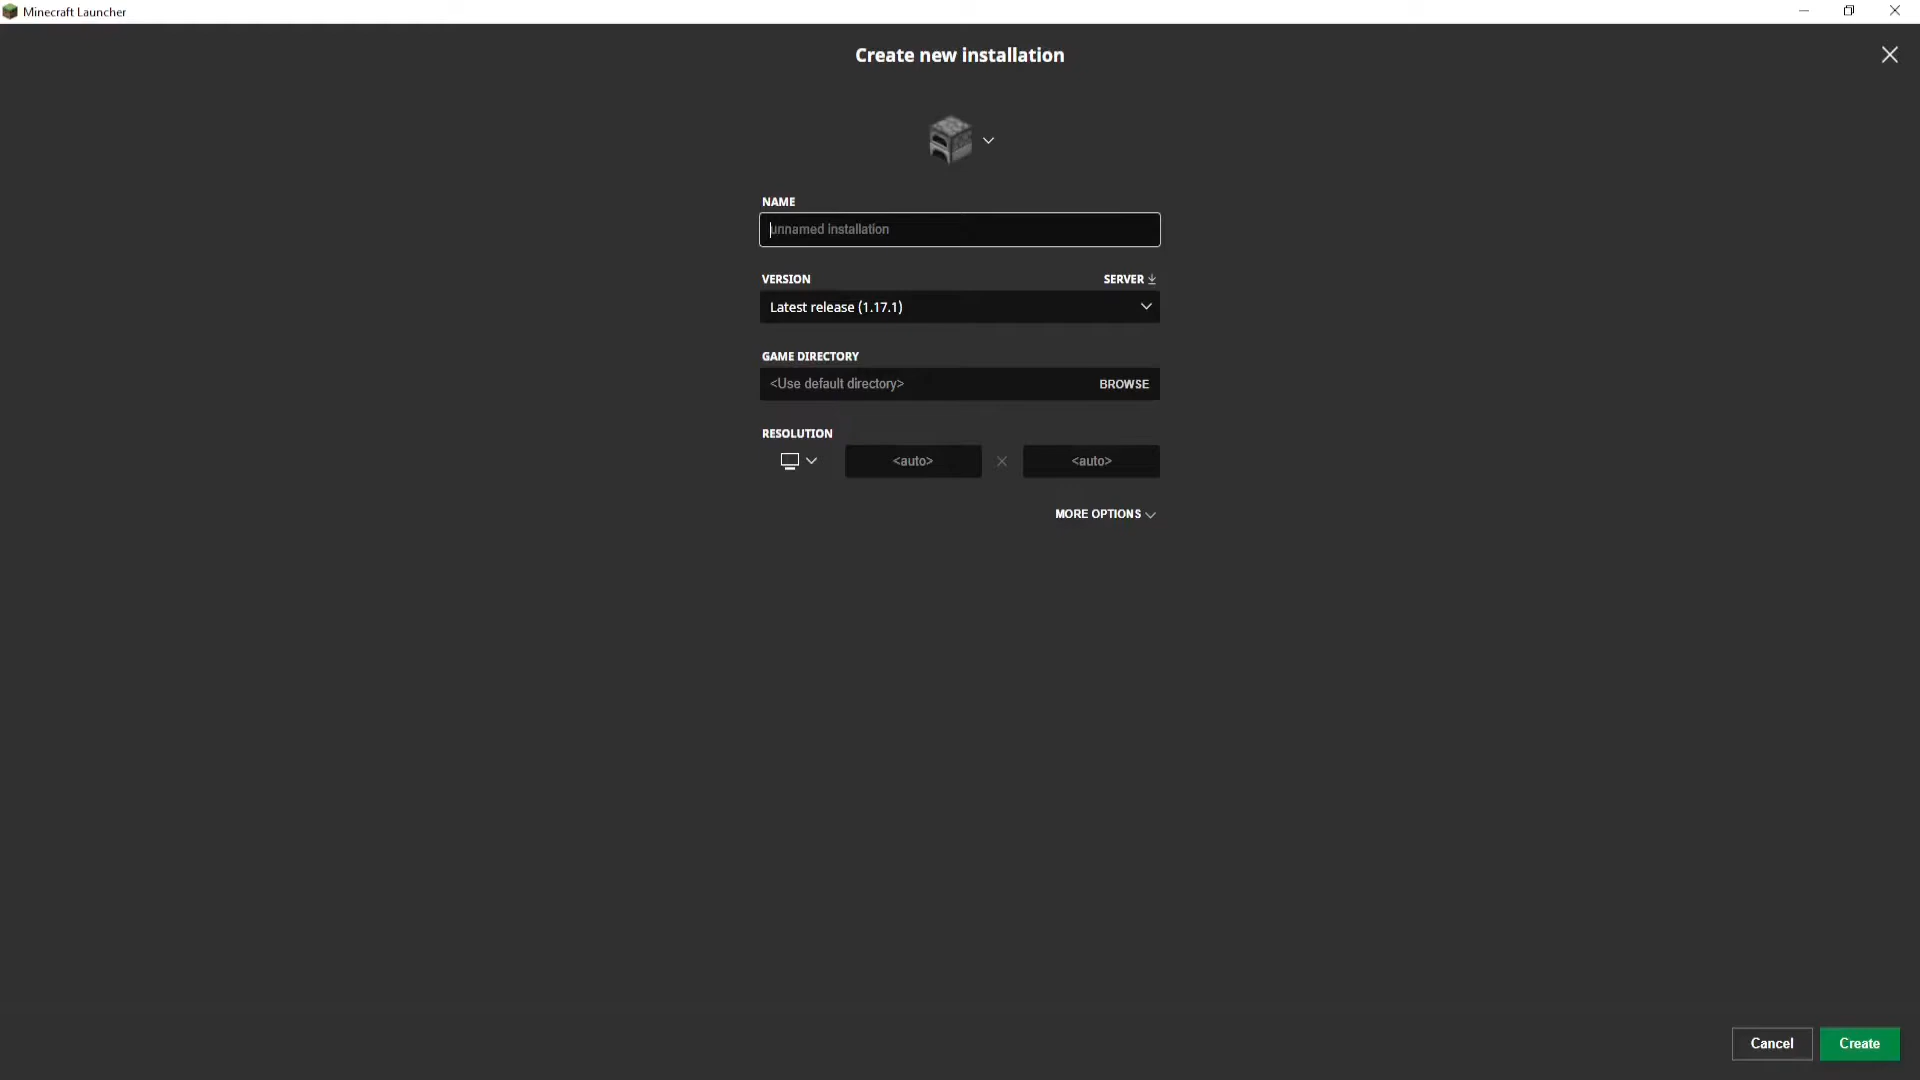 Minecraft Launcher
Create new installation
NAME
unnamed installation
VERSION
SERVER
Latest release (1.17.1)
GAME DIRECTORY
<Use default directory>
BROWSE
RESOLUTION
<auto>
<auto>
MORE OPTIONS
Cancel
Create